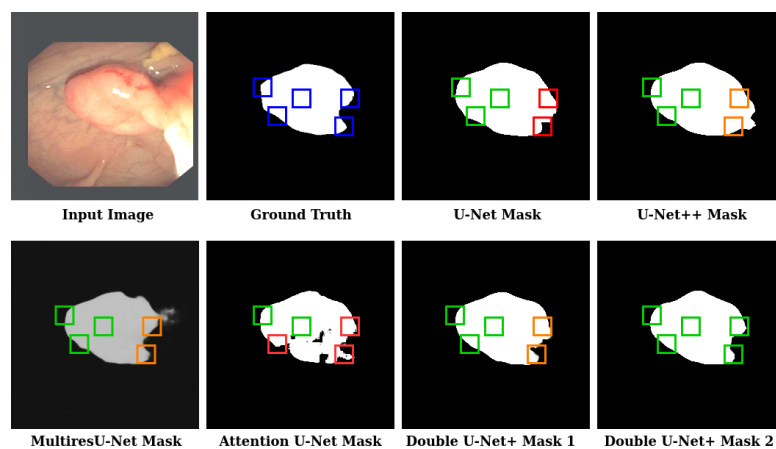 Input Image
Ground Truth
U-Net Mask
U-Net++ Mask
MultiresU-Net Mask
Attention U-Net Mask
Double U-Net+ Mask 1
Double U-Net+ Mask 2